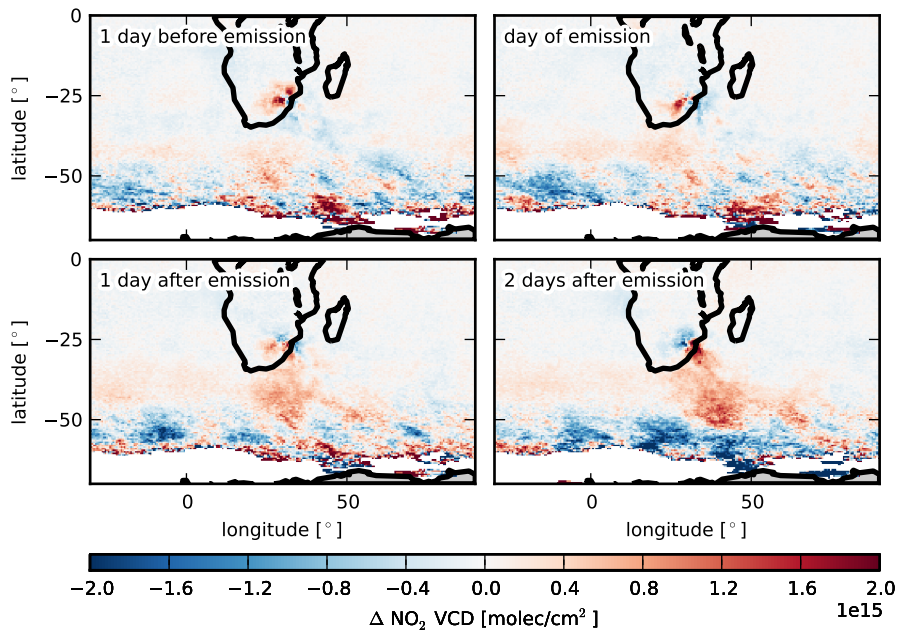 1 day before emission
day of emission
0
−25
−50
latitude [°]
1 day after emission
2 days after emission
0
−25
−50
latitude [°]
0 50
0 50
longitude [°]
longitude [°]
−2.0 −1.6 −1.2 −0.8 −0.4 0.0 0.4 0.8 1.2 1.6 2.0
1e15
Δ NO₂ VCD [molec/cm²]